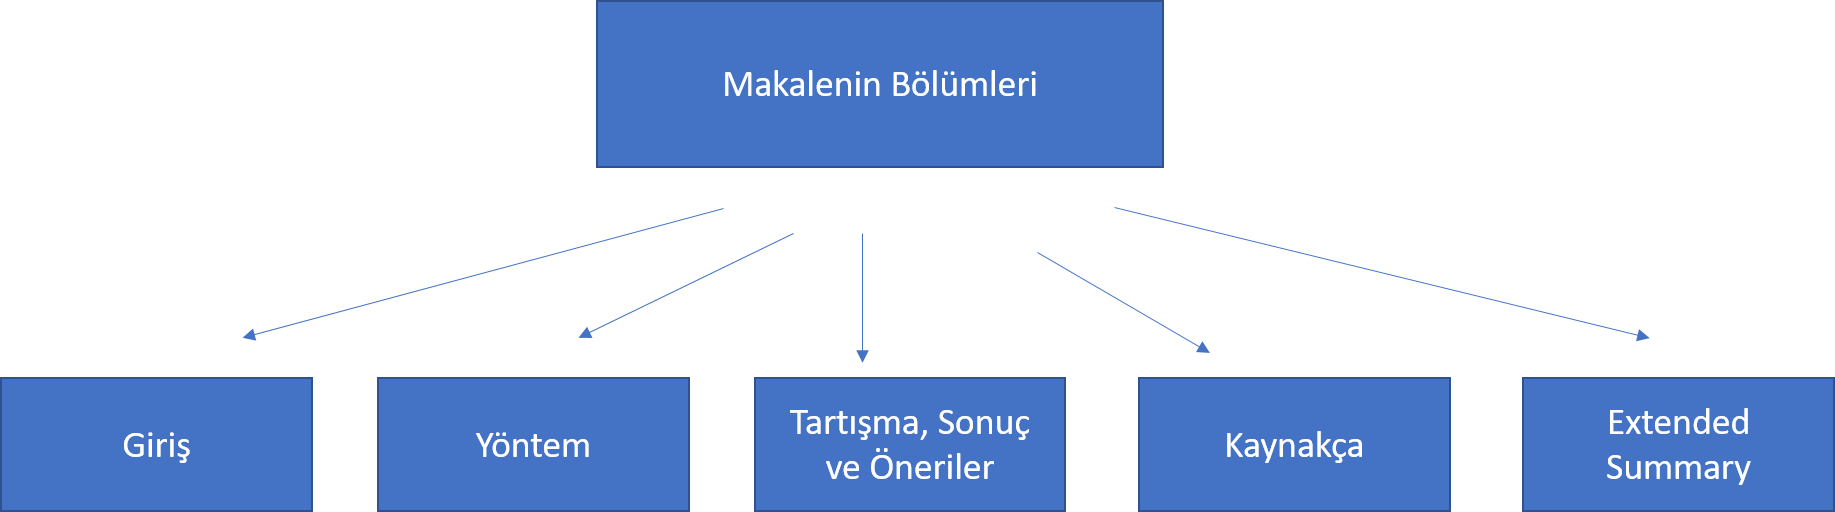 Makalenin Bölümleri
Giriş
Yöntem
Tartışma, Sonuç
ve Öneriler
Kaynakça
Extended
Summary